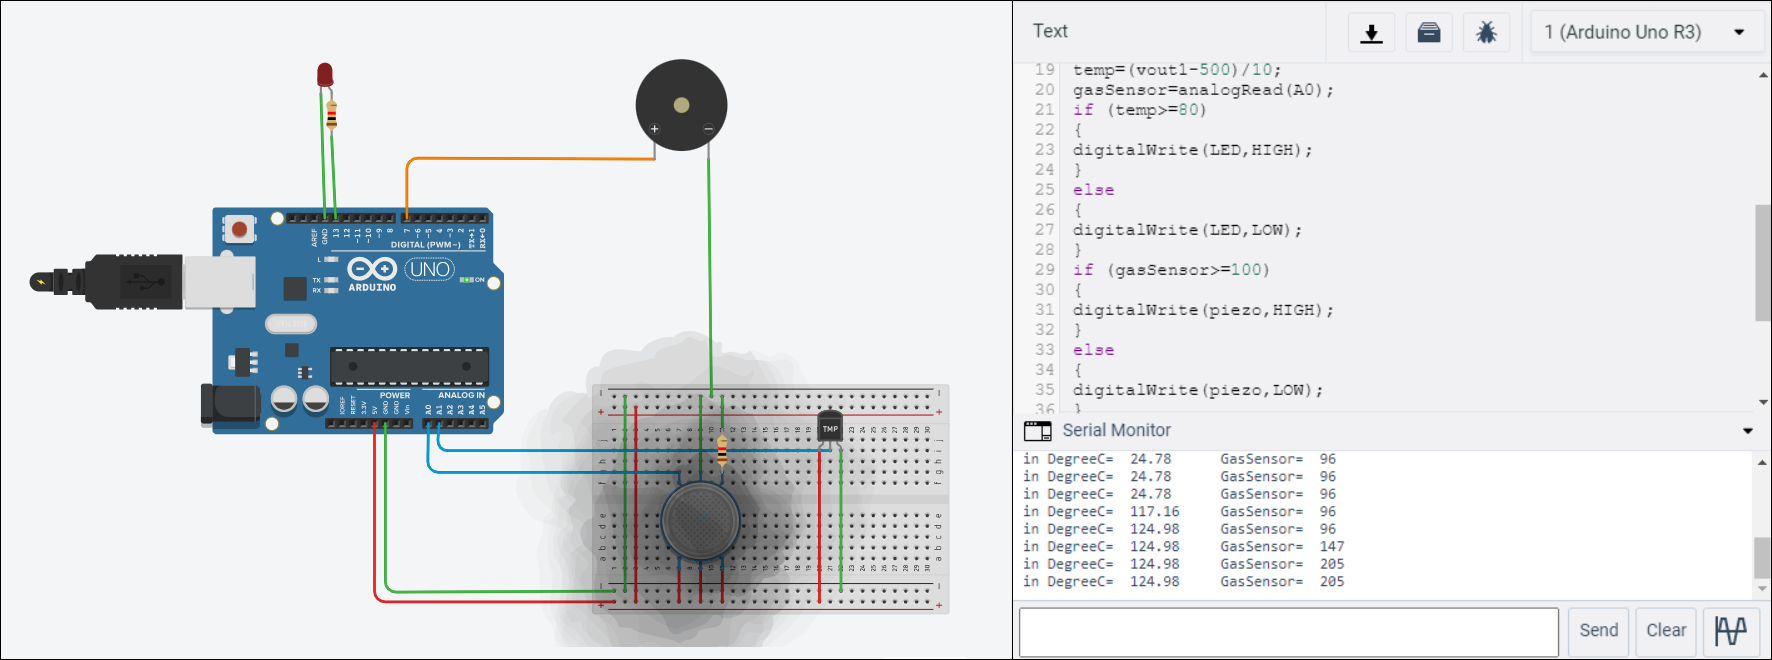 Text
1 (Arduino Uno R3)
19 temp=(vout1-500)/10;
20 gasSensor=analogRead(A0);
21 if (temp>=80)
22 {
23 digitalWrite(LED,HIGH);
24 }
25 else
26 {
27 digitalWrite(LED,LOW);
28 }
29 if (gasSensor>=100)
30 {
31 digitalWrite(piezo,HIGH);
32 }
33 else
34 {
35 digitalWrite(piezo,LOW);
36 }
Serial Monitor
in DegreeC= 24.78 GasSensor= 96
in DegreeC= 24.78 GasSensor= 96
in DegreeC= 24.78 GasSensor= 96
in DegreeC= 117.16 GasSensor= 96
in DegreeC= 124.98 GasSensor= 96
in DegreeC= 124.98 GasSensor= 147
in DegreeC= 124.98 GasSensor= 205
in DegreeC= 124.98 GasSensor= 205
Send
Clear
AREF GND 13 12 ~11 ~10 ~9 8 7 ~6 ~5 4 ~3 2 TX→1 RX←0
DIGITAL (PWM~)
L
TX
RX
UNO
ON
ARDUINO
POWER
ANALOG IN
IOREF RESET 3.3V 5V GND GND Vin A0 A1 A2 A3 A4 A5
TMP